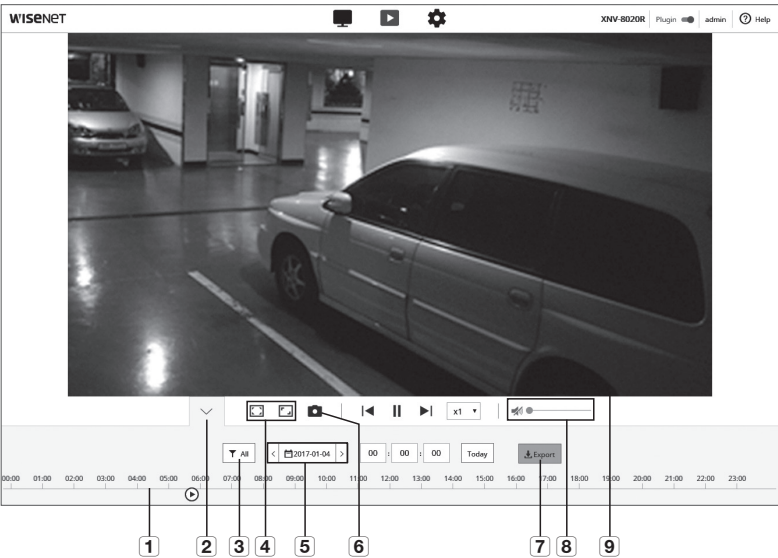 WISENET XNV-8020R Plugin admin ? Help
x1
All 2017-01-04 00 : 00 : 00 Today Export
00:00 01:00 02:00 03:00 04:00 05:00 06:00 07:00 08:00 09:00 10:00 11:00 12:00 13:00 14:00 15:00 16:00 17:00 18:00 19:00 20:00 21:00 22:00 23:00
1 2 3 4 5 6 7 8 9